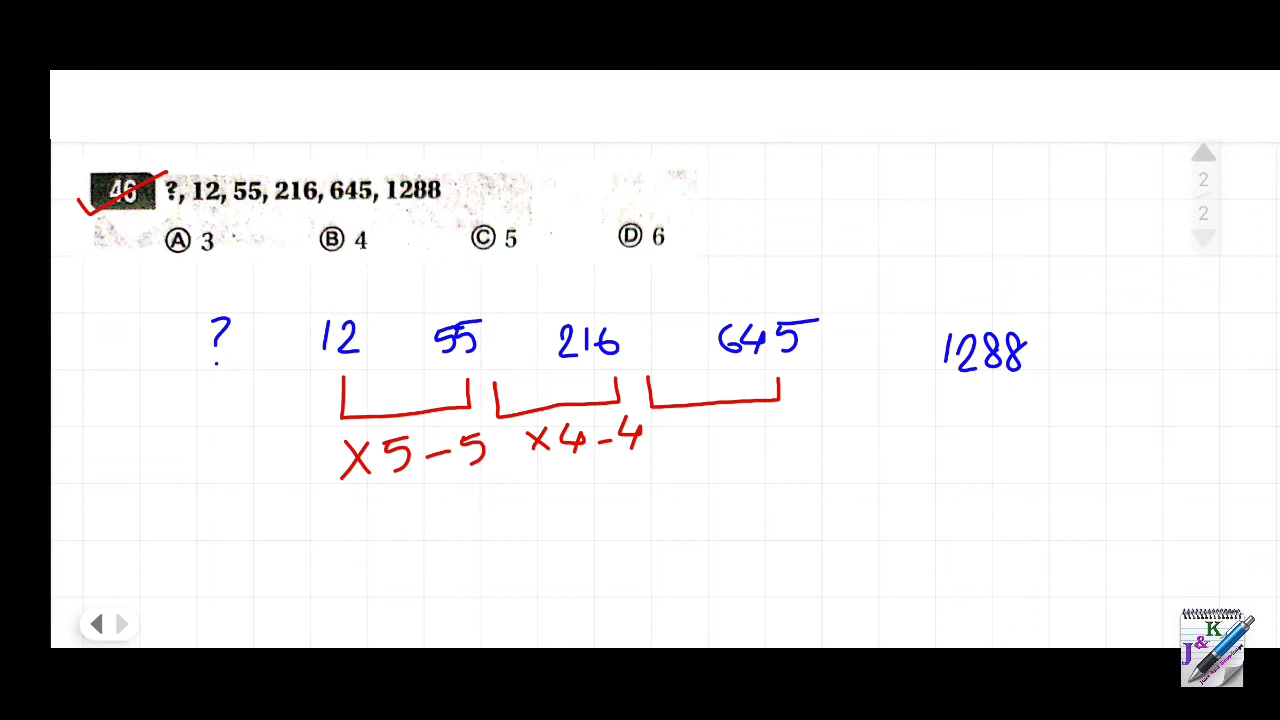 46 ?, 12, 55, 216, 645, 1288
Ⓐ 3 Ⓑ 4 Ⓒ 5 Ⓓ 6
2
2
? 12 55 216 645 1288
×5-5 ×4-4
J&K